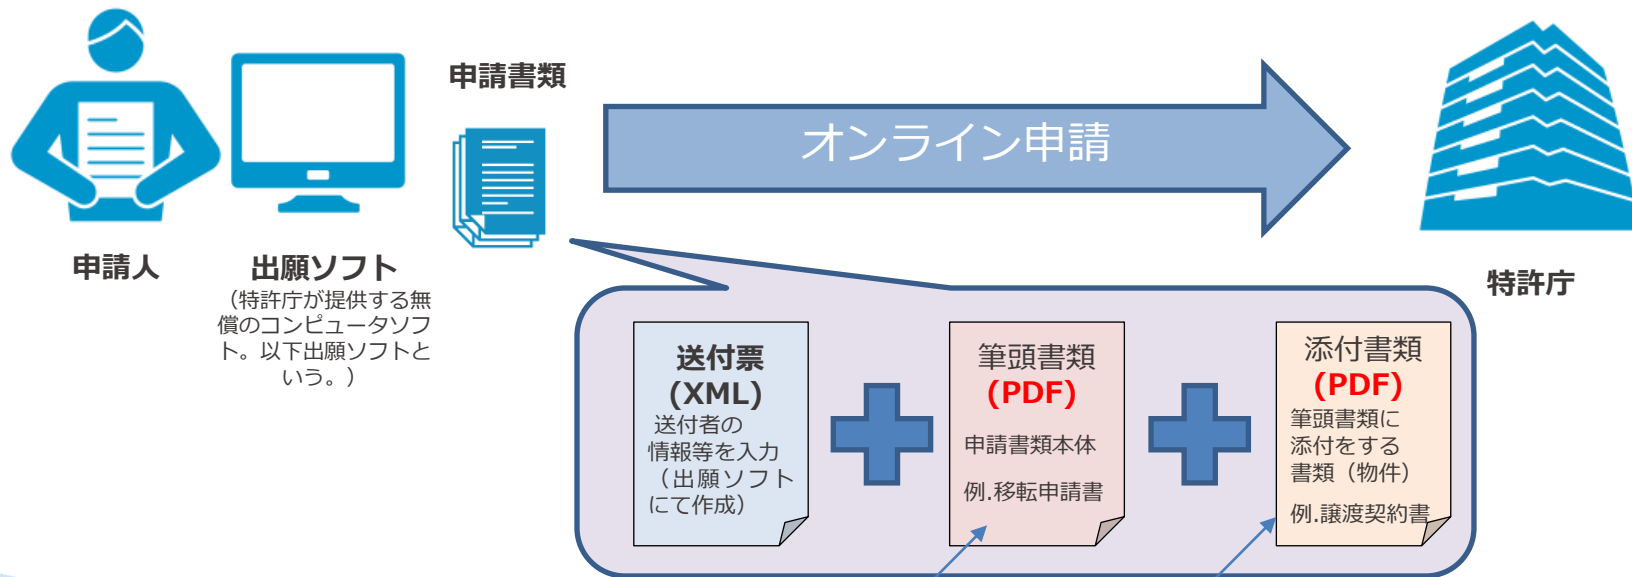 申請書類
オンライン申請
申請人
出願ソフト
（特許庁が提供する無
償のコンピュータソフ
ト。以下出願ソフトと
いう。）
特許庁
送付票
(XML)
送付者の
情報等を入力
（出願ソフト
にて作成）
筆頭書類
(PDF)
申請書類本体
例.移転申請書
添付書類
(PDF)
筆頭書類に
添付をする
書類（物件）
例.譲渡契約書